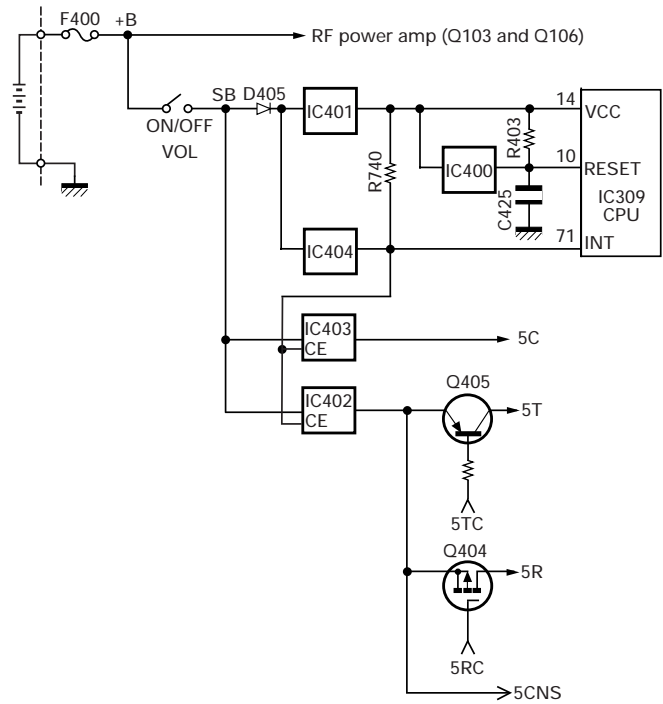 F400
+B
RF power amp (Q103 and Q106)
SB
D405
ON/OFF
VOL
IC401
14
VCC
R403
R740
IC400
10
RESET
C425
IC309
CPU
IC404
71
INT
IC403
CE
5C
IC402
CE
Q405
5T
5TC
Q404
5R
5RC
5CNS